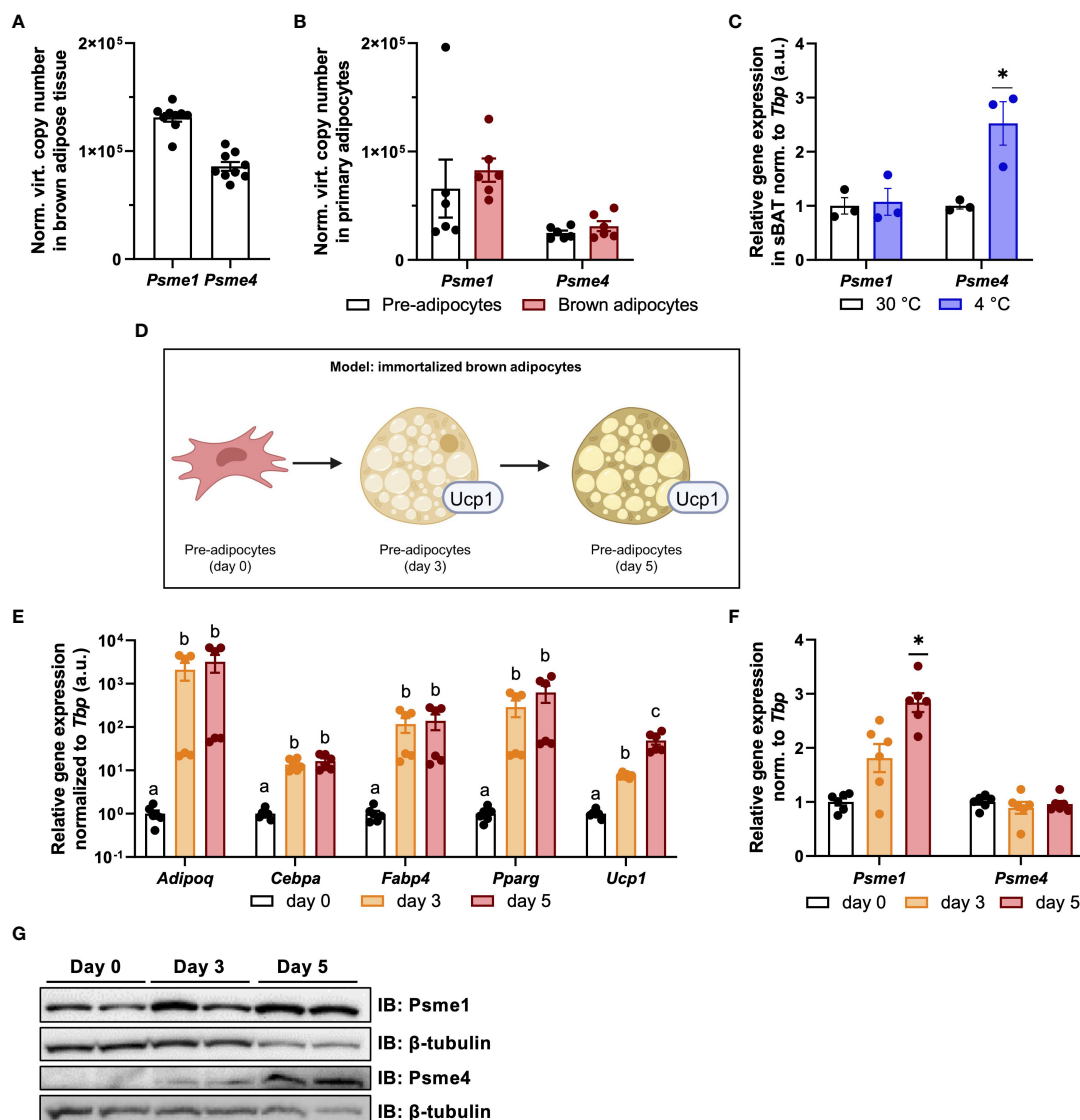 A
Norm. virt. copy number
in brown adipose tissue
2×10⁵
1×10⁵
0
Psme1 Psme4
B
Norm. virt. copy number
in primary adipocytes
2×10⁵
1×10⁵
0
Psme1 Psme4
Pre-adipocytes Brown adipocytes
C
Relative gene expression
in sBAT norm. to Tbp (a.u.)
4
3
2
1
0
*
Psme1 Psme4
30 °C 4 °C
D
Model: immortalized brown adipocytes
Ucp1 Ucp1
Pre-adipocytes
(day 0)
Pre-adipocytes
(day 3)
Pre-adipocytes
(day 5)
E
Relative gene expression
normalized to Tbp (a.u.)
10⁴
10³
10²
10¹
10⁰
10⁻¹
a b b a b b a b b a b b a b c
Adipoq Cebpa Fabp4 Pparg Ucp1
day 0 day 3 day 5
F
Relative gene expression
norm. to Tbp
4
3
2
1
0
*
Psme1 Psme4
day 0 day 3 day 5
G
Day 0 Day 3 Day 5
IB: Psme1
IB: β-tubulin
IB: Psme4
IB: β-tubulin